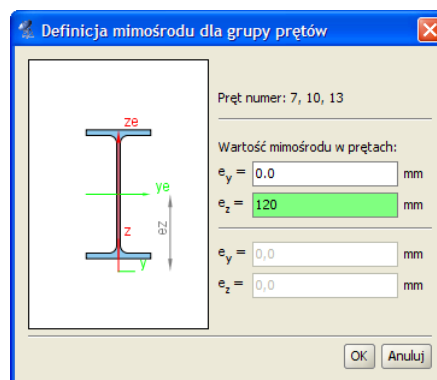 Definicja mimośrodu dla grupy prętów
ze
ye
ez
z
y
Pręt numer: 7, 10, 13
Wartość mimośrodu w prętach:
ey = 0.0 mm
ez = 120 mm
ey = 0,0 mm
ez = 0,0 mm
OK Anuluj